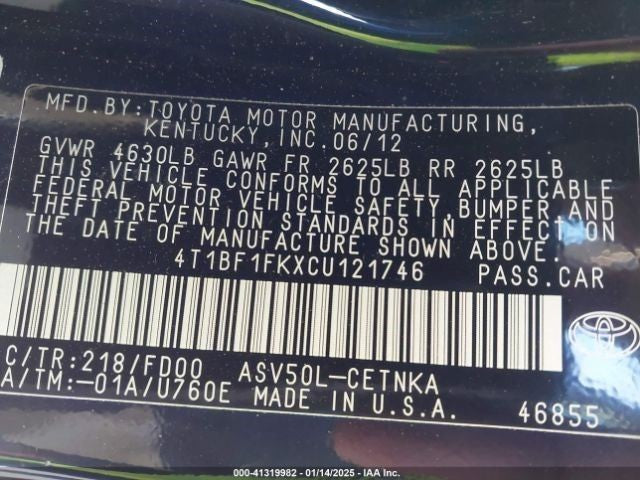 MFD.BY:TOYOTA MOTOR MANUFACTURING,
KENTUCKY,INC.06/12
GVWR 4630LB GAWR FR 2625LB RR 2625LB
THIS VEHICLE CONFORMS TO ALL APPLICABLE
FEDERAL MOTOR VEHICLE SAFETY,BUMPER,AND
THEFT PREVENTION STANDARDS IN EFFECT ON
THE DATE OF MANUFACTURE SHOWN ABOVE.
4T1BF1FKXCU121746 PASS.CAR
C/TR:218/FD00 ASV50L-CETNKA
A/TM:-01A/U760E MADE IN U.S.A. 46855
000-41319982 - 01/14/2025 - IAA Inc.